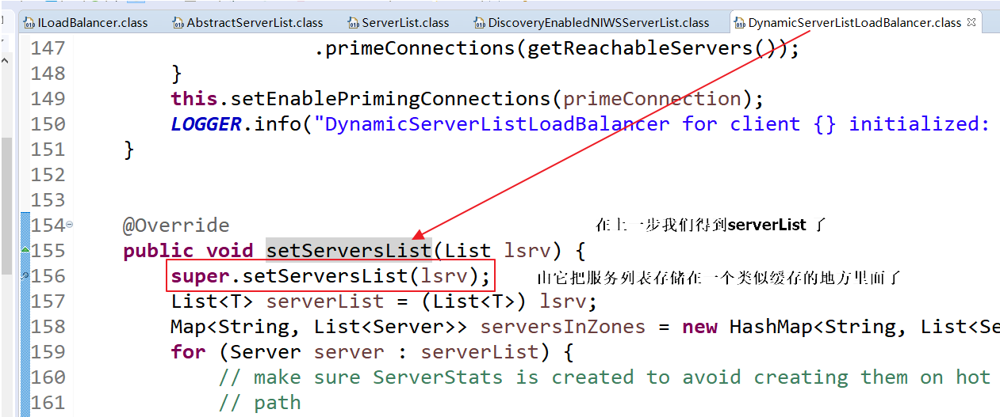 ILoadBalancer.class AbstractServerList.class ServerList.class DiscoveryEnabledNIWSServerList.class DynamicServerListLoadBalancer.class
147 .primeConnections(getReachableServers());
148 }
149 this.setEnablePrimingConnections(primeConnection);
150 LOGGER.info("DynamicServerListLoadBalancer for client {} initialized:
151 }
152
153
154 @Override 在上一步我们得到serverList 了
155 public void setServersList(List lsrv) {
156 super.setServersList(lsrv); 由它把服务列表存储在一个类似缓存的地方里面了
157 List<T> serverList = (List<T>) lsrv;
158 Map<String, List<Server>> serversInZones = new HashMap<String, List<Se
159 for (Server server : serverList) {
160 // make sure ServerStats is created to avoid creating them on hot
161 // path